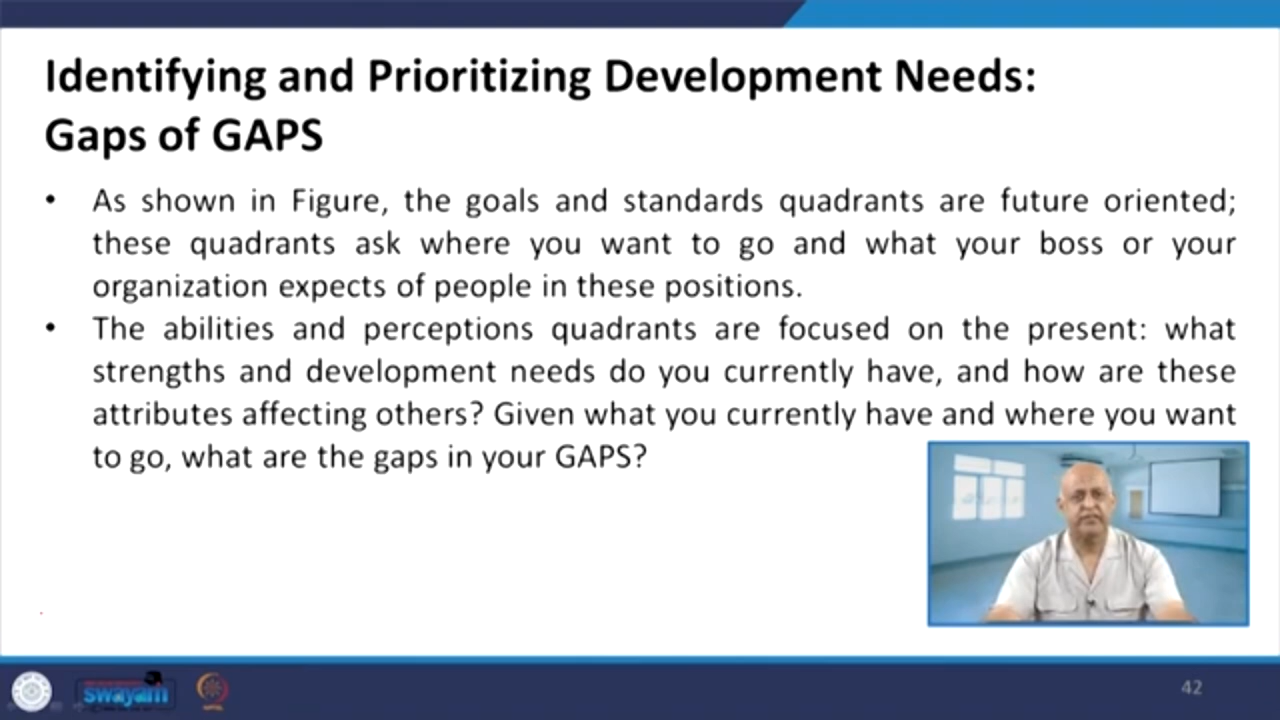 Identifying and Prioritizing Development Needs:
Gaps of GAPS
• As shown in Figure, the goals and standards quadrants are future oriented;
these quadrants ask where you want to go and what your boss or your
organization expects of people in these positions.
• The abilities and perceptions quadrants are focused on the present: what
strengths and development needs do you currently have, and how are these
attributes affecting others? Given what you currently have and where you want
to go, what are the gaps in your GAPS?
swayam
42